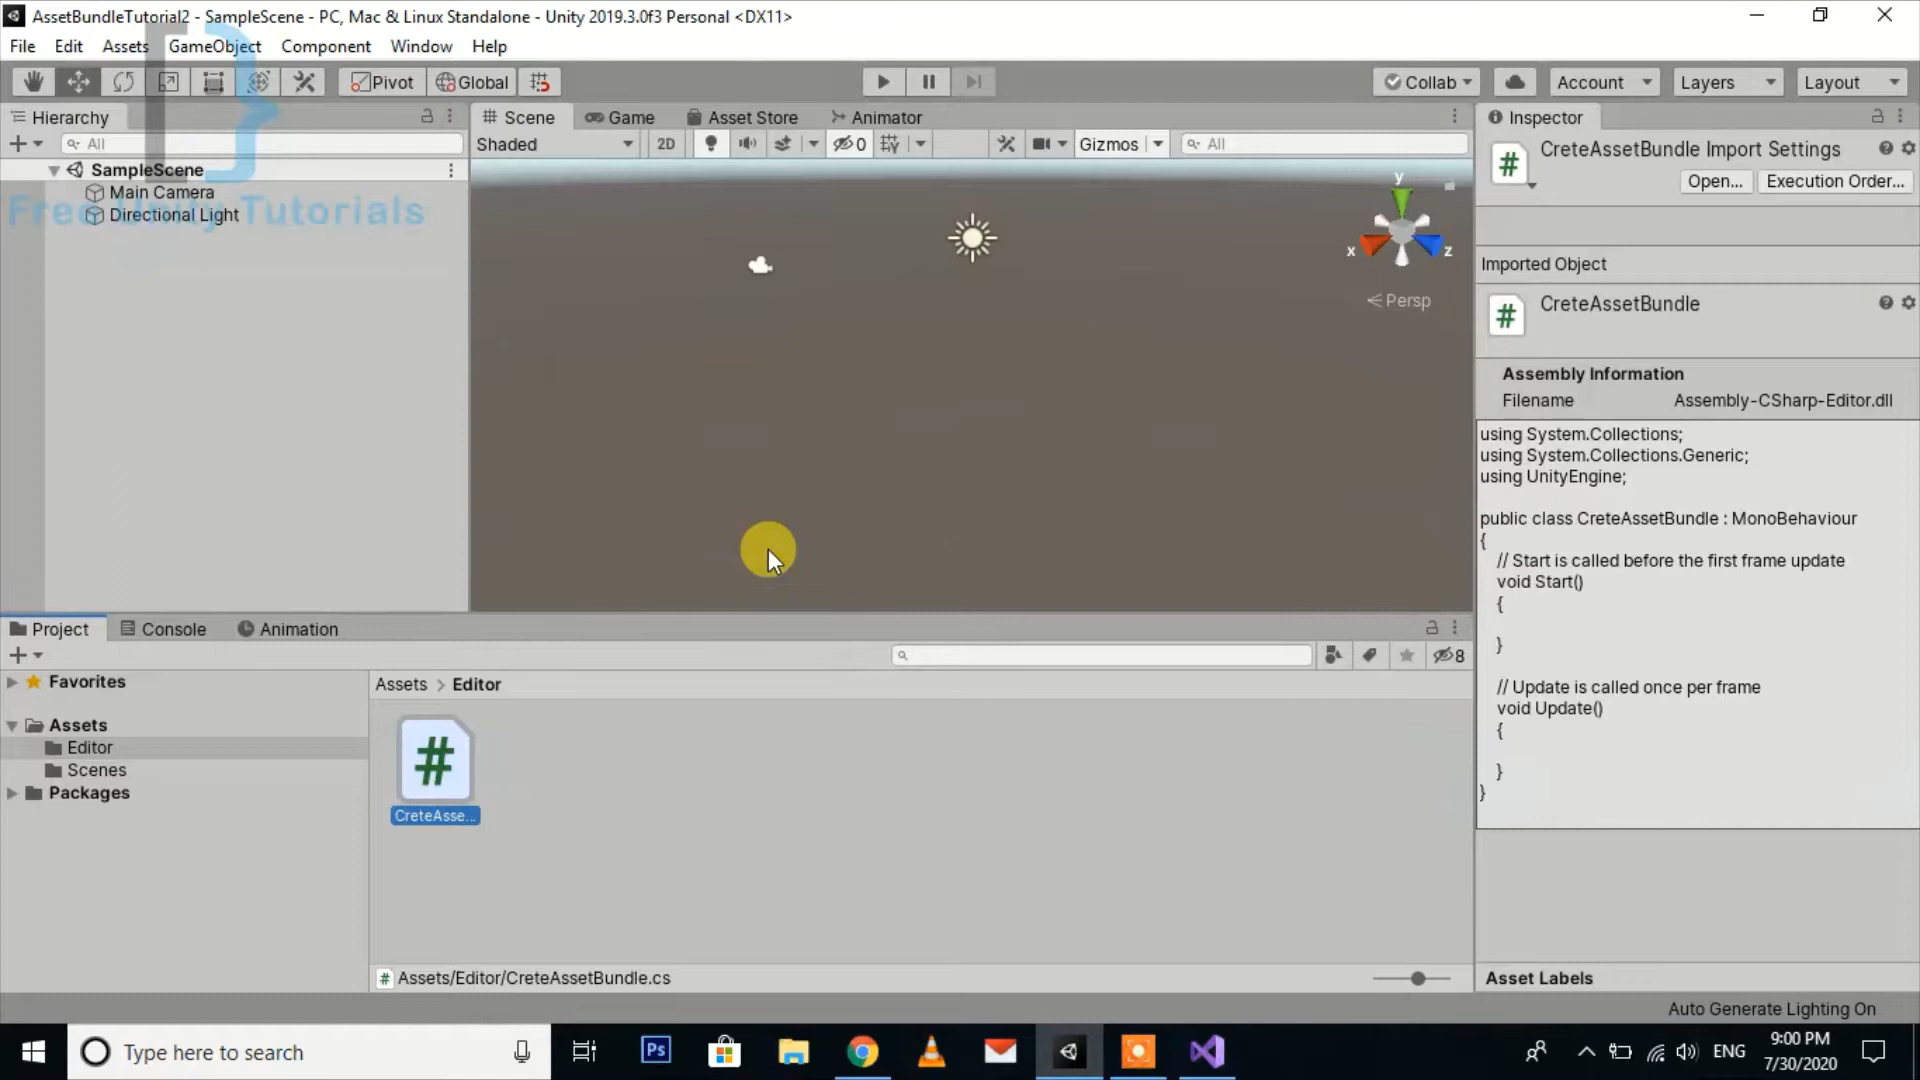 AssetBundleTutorial2 - SampleScene - PC, Mac & Linux Standalone - Unity 2019.3.0f3 Personal <DX11>
File Edit Assets GameObject Component Window Help
Pivot Global Collab Account Layers Layout
Hierarchy
All
SampleScene
Main Camera
Directional Light
Free Unity Tutorials
Scene Game Asset Store Animator
Shaded 2D 0 Gizmos All
y
x z
Persp
Inspector
CreteAssetBundle Import Settings
Open... Execution Order...
Imported Object
CreteAssetBundle
Assembly Information
Filename Assembly-CSharp-Editor.dll
using System.Collections;
using System.Collections.Generic;
using UnityEngine;
public class CreteAssetBundle : MonoBehaviour
{
// Start is called before the first frame update
void Start()
{
}
// Update is called once per frame
void Update()
{
}
}
Asset Labels
Project Console Animation
8
Favorites
Assets
Editor
Scenes
Packages
Assets > Editor
#
CreteAsse...
# Assets/Editor/CreteAssetBundle.cs
Auto Generate Lighting On
Type here to search
Ps
ENG
9:00 PM
7/30/2020